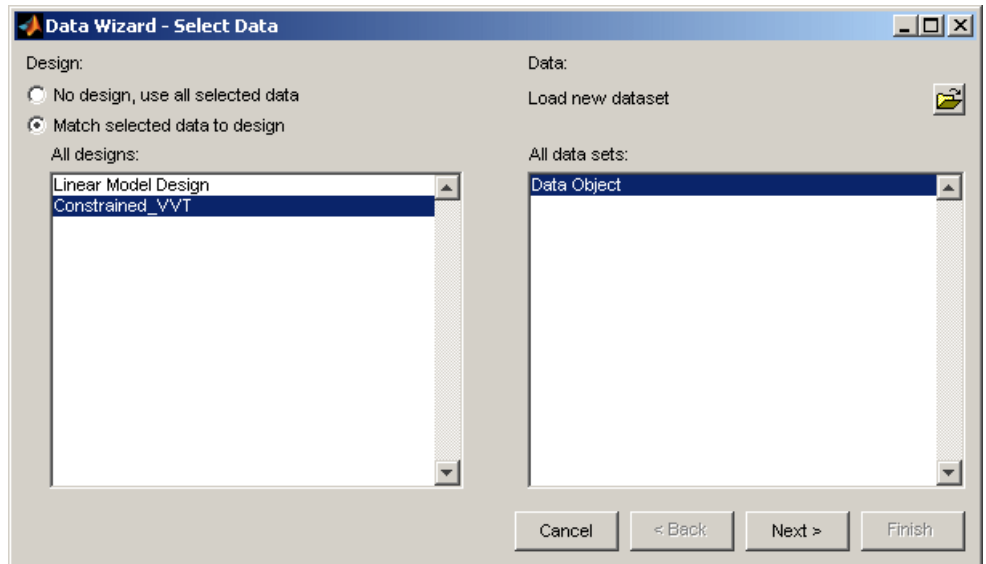 Data Wizard - Select Data
Design:
No design, use all selected data
Match selected data to design
All designs:
Linear Model Design
Constrained_VVT
Data:
Load new dataset
All data sets:
Data Object
Cancel
< Back
Next >
Finish